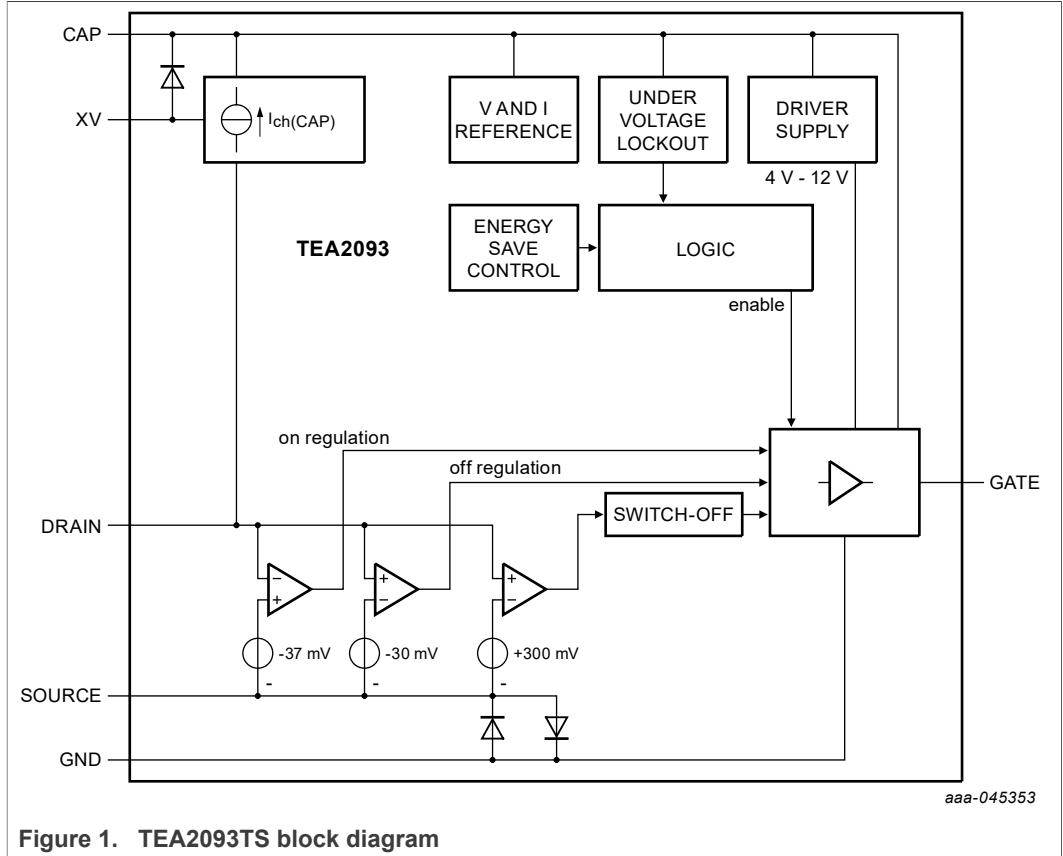 CAP
XV
Ich(CAP)
V AND I
REFERENCE
UNDER
VOLTAGE
LOCKOUT
DRIVER
SUPPLY
4 V - 12 V
TEA2093
ENERGY
SAVE
CONTROL
LOGIC
enable
on regulation
off regulation
GATE
DRAIN
SWITCH-OFF
-
+
+
-
+
-
-37 mV
-30 mV
+300 mV
-
-
-
SOURCE
GND
aaa-045353
Figure 1. TEA2093TS block diagram